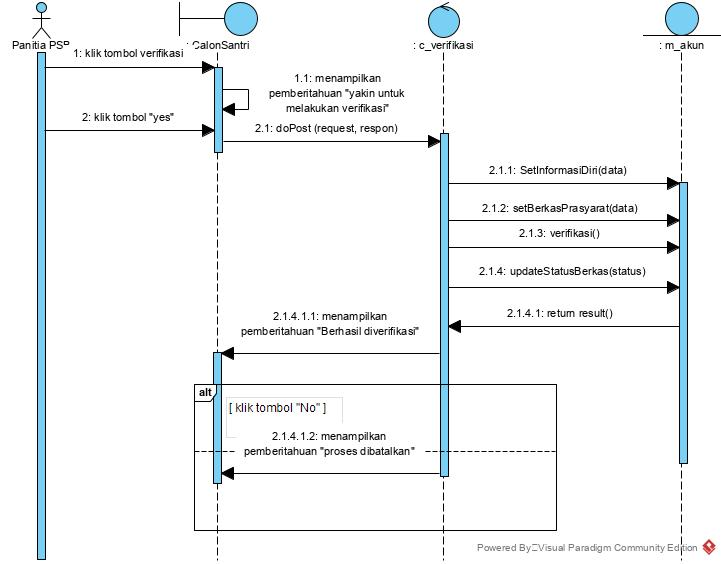 Panitia PSP
: CalonSantri
: c_verifikasi
: m_akun
1: klik tombol verifikasi
1.1: menampilkan
pemberitahuan "yakin untuk
melakukan verifikasi"
2: klik tombol "yes"
2.1: doPost (request, respon)
2.1.1: SetInformasiDiri(data)
2.1.2: setBerkasPrasyarat(data)
2.1.3: verifikasi()
2.1.4: updateStatusBerkas(status)
2.1.4.1: return result()
2.1.4.1.1: menampilkan
pemberitahuan "Berhasil diverifikasi"
alt
[ klik tombol "No" ]
2.1.4.1.2: menampilkan
pemberitahuan "proses dibatalkan"
Powered By Visual Paradigm Community Edition